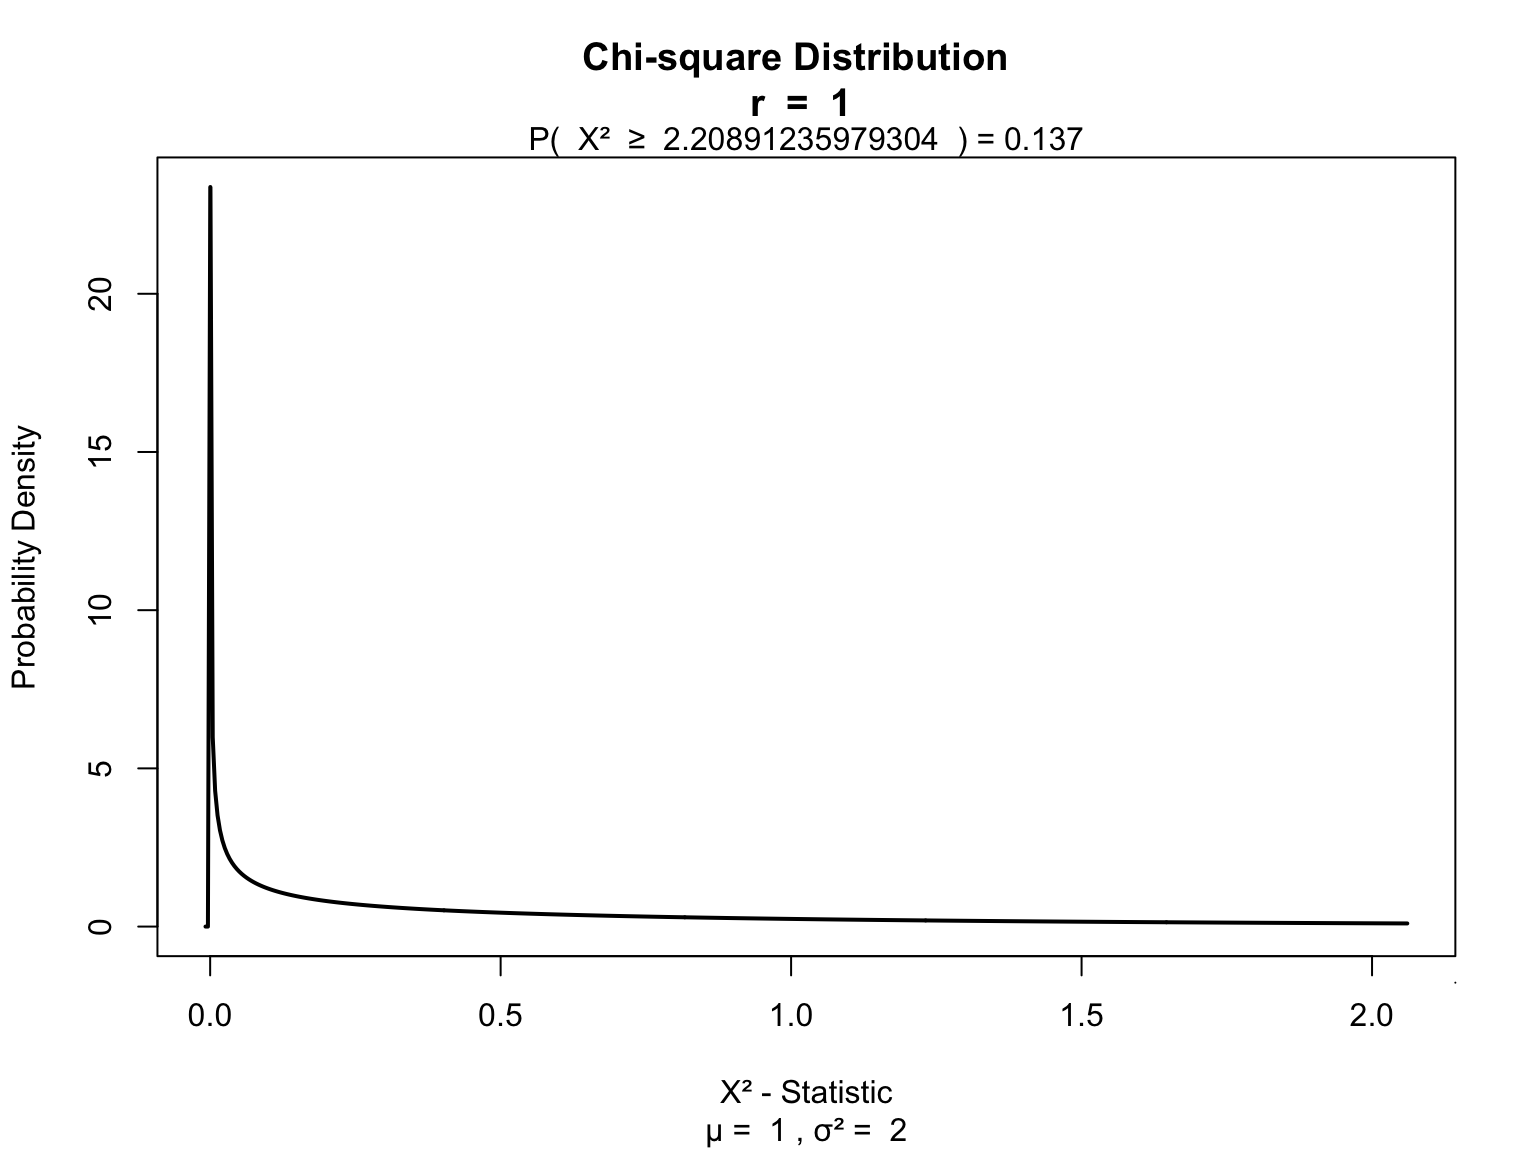 Chi-square Distribution
r = 1
P( X² ≥ 2.20891235979304 ) = 0.137
Probability Density
20
15
10
5
0
0.0 0.5 1.0 1.5 2.0
X² - Statistic
μ = 1 , σ² = 2